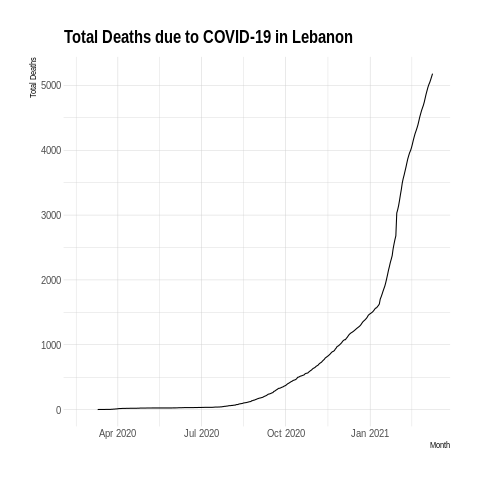 Total Deaths due to COVID-19 in Lebanon
Total Deaths
5000
4000
3000
2000
1000
0
Apr 2020 Jul 2020 Oct 2020 Jan 2021
Month